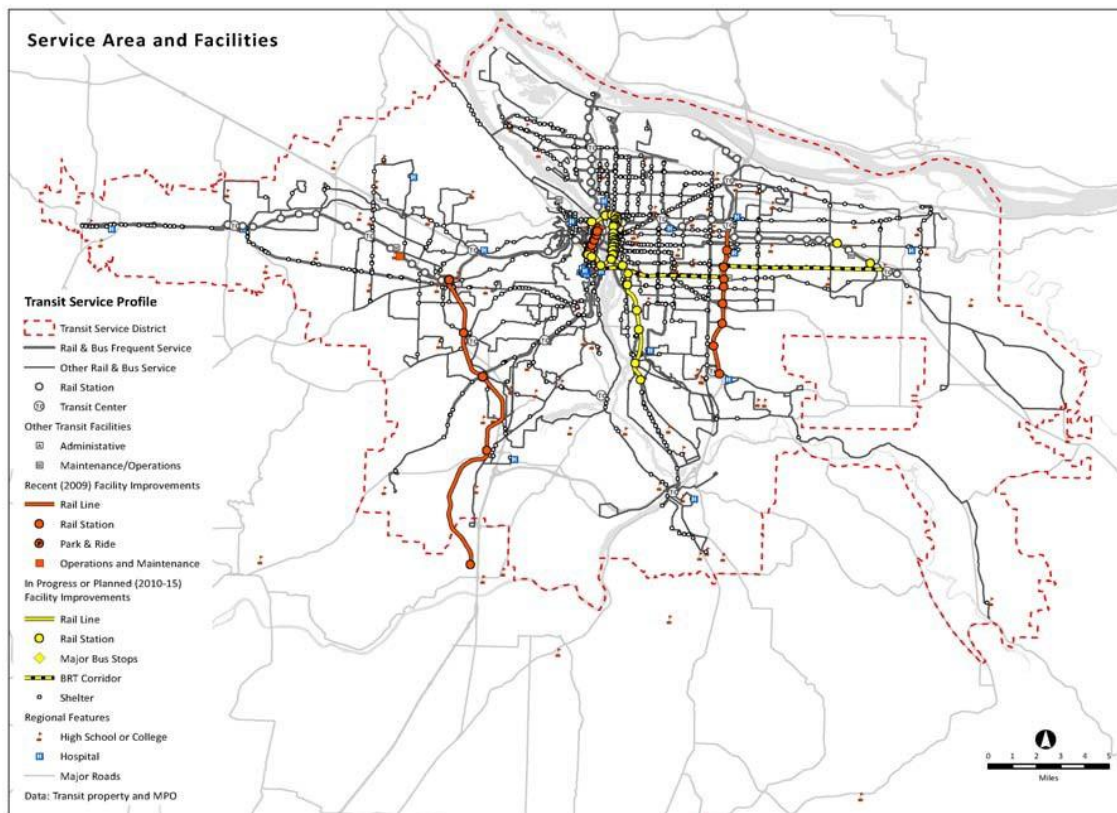 Service Area and Facilities
Transit Service Profile
Transit Service District
Rail & Bus Frequent Service
Other Rail & Bus Service
Rail Station
Transit Center
Other Transit Facilities
Administative
Maintenance/Operations
Recent (2009) Facility Improvements
Rail Line
Rail Station
Park & Ride
Operations and Maintenance
In Progress or Planned (2010-15)
Facility Improvements
Rail Line
Rail Station
Major Bus Stops
BRT Corridor
Shelter
Regional Features
High School or College
Hospital
Major Roads
Data: Transit property and MPO
0 1 2 3 4 5
Miles